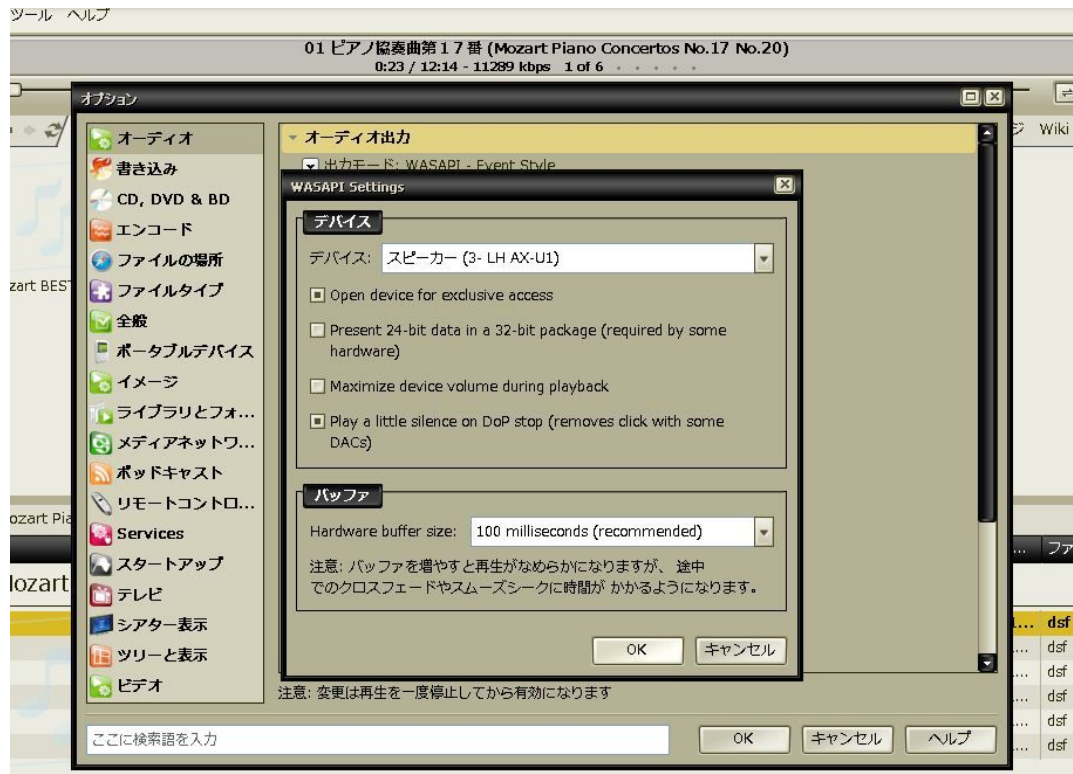 ツール ヘルプ
01 ピアノ協奏曲第17番 (Mozart Piano Concertos No.17 No.20)
0:23 / 12:14 - 11289 kbps 1 of 6
オプション
Wiki
オーディオ
書き込み
CD, DVD & BD
エンコード
ファイルの場所
ファイルタイプ
全般
ポータブルデバイス
イメージ
ライブラリとフォ...
メディアネットワ...
ポッドキャスト
リモートコントロ...
Services
スタートアップ
テレビ
シアター表示
ツリーと表示
ビデオ
オーディオ出力
出力モード: WASAPI - Event Style
WASAPI Settings
デバイス
デバイス: スピーカー (3- LH AX-U1)
Open device for exclusive access
Present 24-bit data in a 32-bit package (required by some
hardware)
Maximize device volume during playback
Play a little silence on DoP stop (removes click with some
DACs)
バッファ
Hardware buffer size: 100 milliseconds (recommended)
注意: バッファを増やすと再生がなめらかになりますが、 途中
でのクロスフェードやスムーズシークに時間が かかるようになります。
OK キャンセル
注意: 変更は再生を一度停止してから有効になります
ここに検索語を入力
OK キャンセル ヘルプ
zart BES
ozart Pia
lozart
... ファ
... dsf
... dsf
... dsf
... dsf
... dsf
... dsf